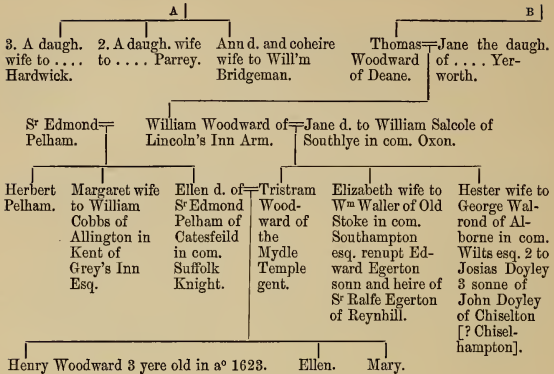 A
B
3. A daugh.
wife to ....
Hardwick.
2. A daugh. wife
to .... Parrey.
Ann d. and coheire
wife to Will'm
Bridgeman.
Thomas
Woodward
of Deane.
Jane the daugh.
of .... Yer-
worth.
Sr Edmond
Pelham.
William Woodward of
Lincoln's Inn Arm.
Jane d. to William Salcole of
Southlye in com. Oxon.
Herbert
Pelham.
Margaret wife
to William
Cobbs of
Allington in
Kent of
Grey's Inn
Esq.
Ellen d. of
Sr Edmond
Pelham of
Catesfeild
in com.
Suffolk
Knight.
Tristram
Wood-
ward of
the
Mydle
Temple
gent.
Elizabeth wife to
Wm Waller of Old
Stoke in com.
Southampton
esq. renupt Ed-
ward Egerton
sonn and heire of
Sr Ralfe Egerton
of Reynhill.
Hester wife to
George Wal-
rond of Al-
borne in com.
Wilts esq. 2 to
Josias Doyley
3 sonne of
John Doyley
of Chiselton
[? Chisel-
hampton].
Henry Woodward 3 yere old in ao 1623.
Ellen.
Mary.